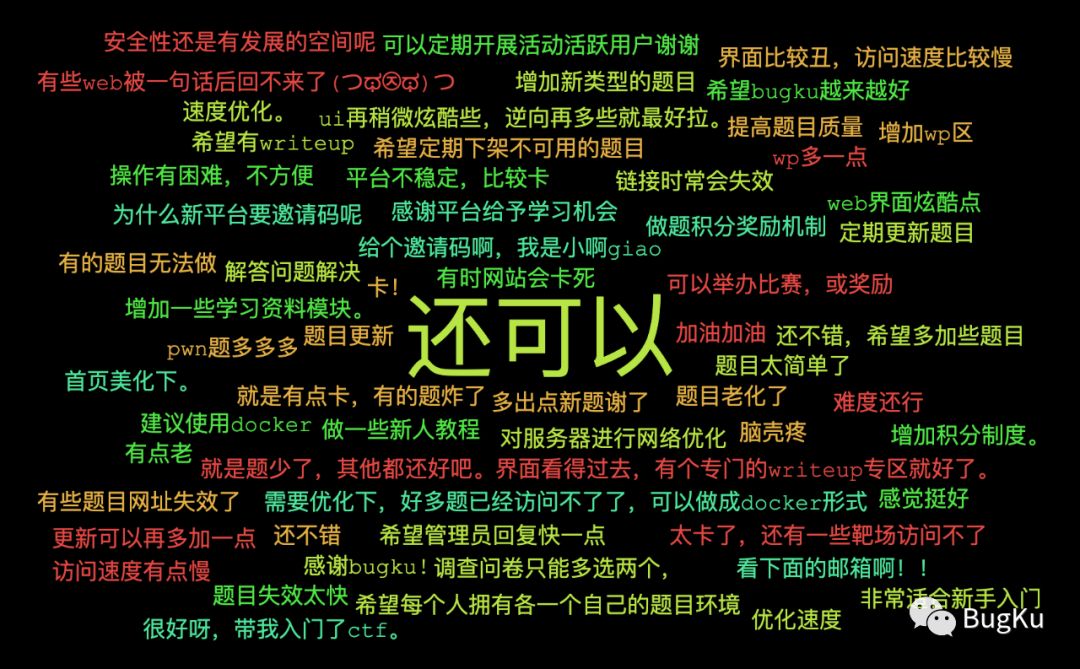 安全性还是有发展的空间呢 可以定期开展活动活跃用户谢谢
界面比较丑，访问速度比较慢
有些web被一句话后回不来了(つಥ㉨ಥ)つ 增加新类型的题目 希望bugku越来越好
速度优化。 ui再稍微炫酷些，逆向再多些就最好拉。 提高题目质量 增加wp区
希望有writeup 希望定期下架不可用的题目 wp多一点
操作有困难，不方便 平台不稳定，比较卡 链接时常会失效
为什么新平台要邀请码呢 感谢平台给予学习机会 做题积分奖励机制 web界面炫酷点
定期更新题目
给个邀请码啊，我是小啊giao
有的题目无法做 解答问题解决 卡！ 有时网站会卡死 可以举办比赛，或奖励
增加一些学习资料模块。
还可以
pwn题多多多 题目更新 加油加油 还不错，希望多加些题目
题目太简单了
首页美化下。 就是有点卡，有的题炸了 多出点新题谢了 题目老化了 难度还行
建议使用docker 做一些新人教程 对服务器进行网络优化 脑壳疼 增加积分制度。
有点老 就是题少了，其他都还好吧。界面看得过去，有个专门的writeup专区就好了。
有些题目网址失效了 需要优化下，好多题已经访问不了了，可以做成docker形式 感觉挺好
更新可以再多加一点 还不错 希望管理员回复快一点 太卡了，还有一些靶场访问不了
访问速度有点慢 感谢bugku！ 调查问卷只能多选两个， 看下面的邮箱啊！！
题目失效太快 希望每个人拥有各一个自己的题目环境 优化速度 非常适合新手入门
很好呀，带我入门了ctf。
BugKu